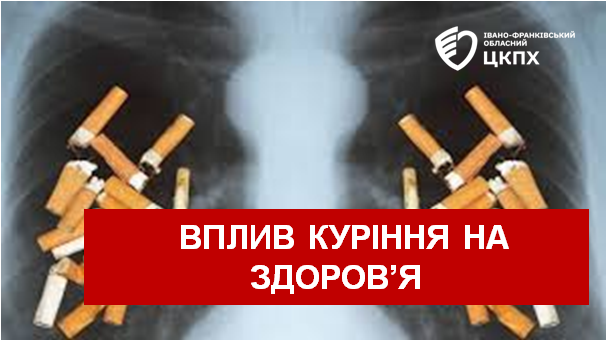 ІВАНО-ФРАНКІВСЬКИЙ
ОБЛАСНИЙ
ЦКПХ
ВПЛИВ КУРІННЯ НА
ЗДОРОВ’Я